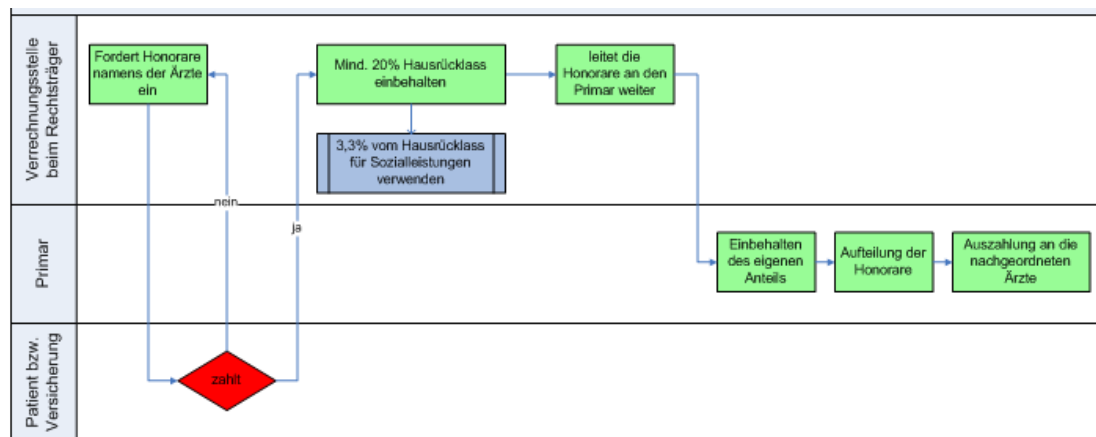 Verrechnungsstelle
beim Rechtsträger
Fordert Honorare
namens der Ärzte
ein
Mind. 20% Hausrücklass
einbehalten
leitet die
Honorare an den
Primar weiter
3,3% vom Hausrücklass
für Sozialleistungen
verwenden
nein
ja
Primar
Einbehalten
des eigenen
Anteils
Aufteilung der
Honorare
Auszahlung an die
nachgeordneten
Ärzte
Patient bzw.
Versicherung
zahlt